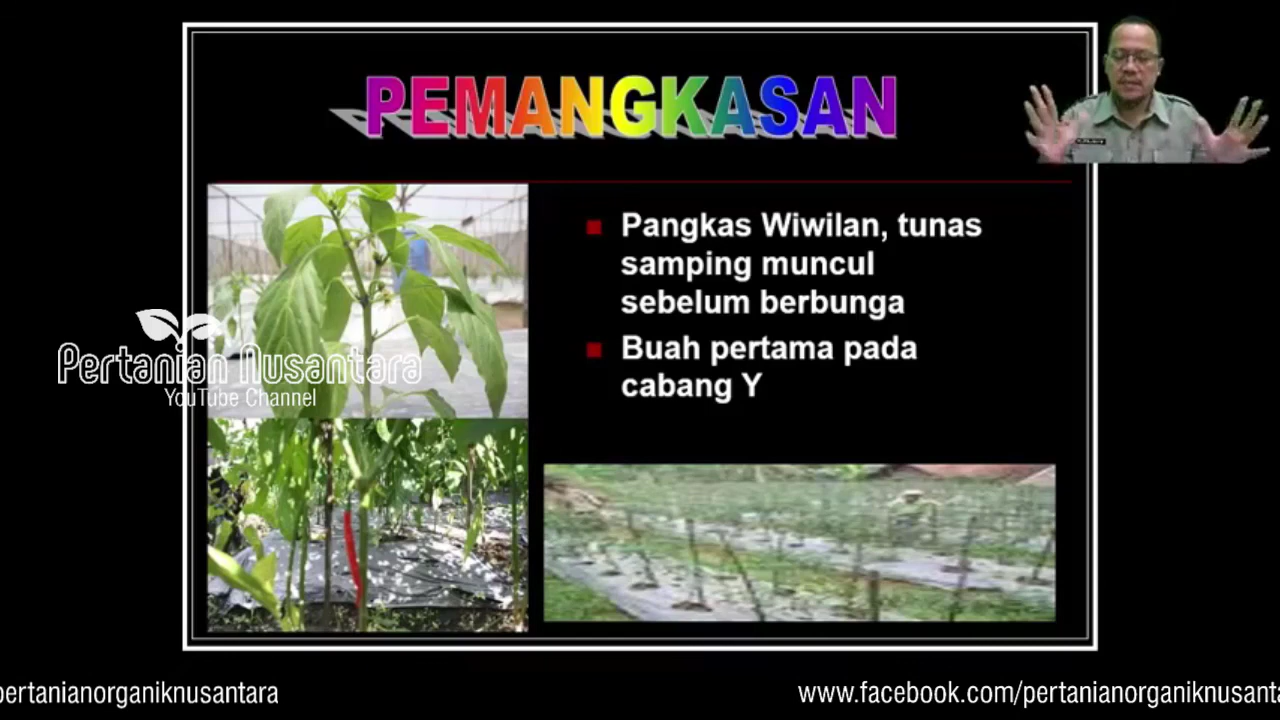 PEMANGKASAN
Pangkas Wiwilan, tunas
samping muncul
sebelum berbunga
Buah pertama pada
cabang Y
Pertanian Nusantara
YouTube Channel
pertanianorganiknusantara
www.facebook.com/pertanianorganiknusanta